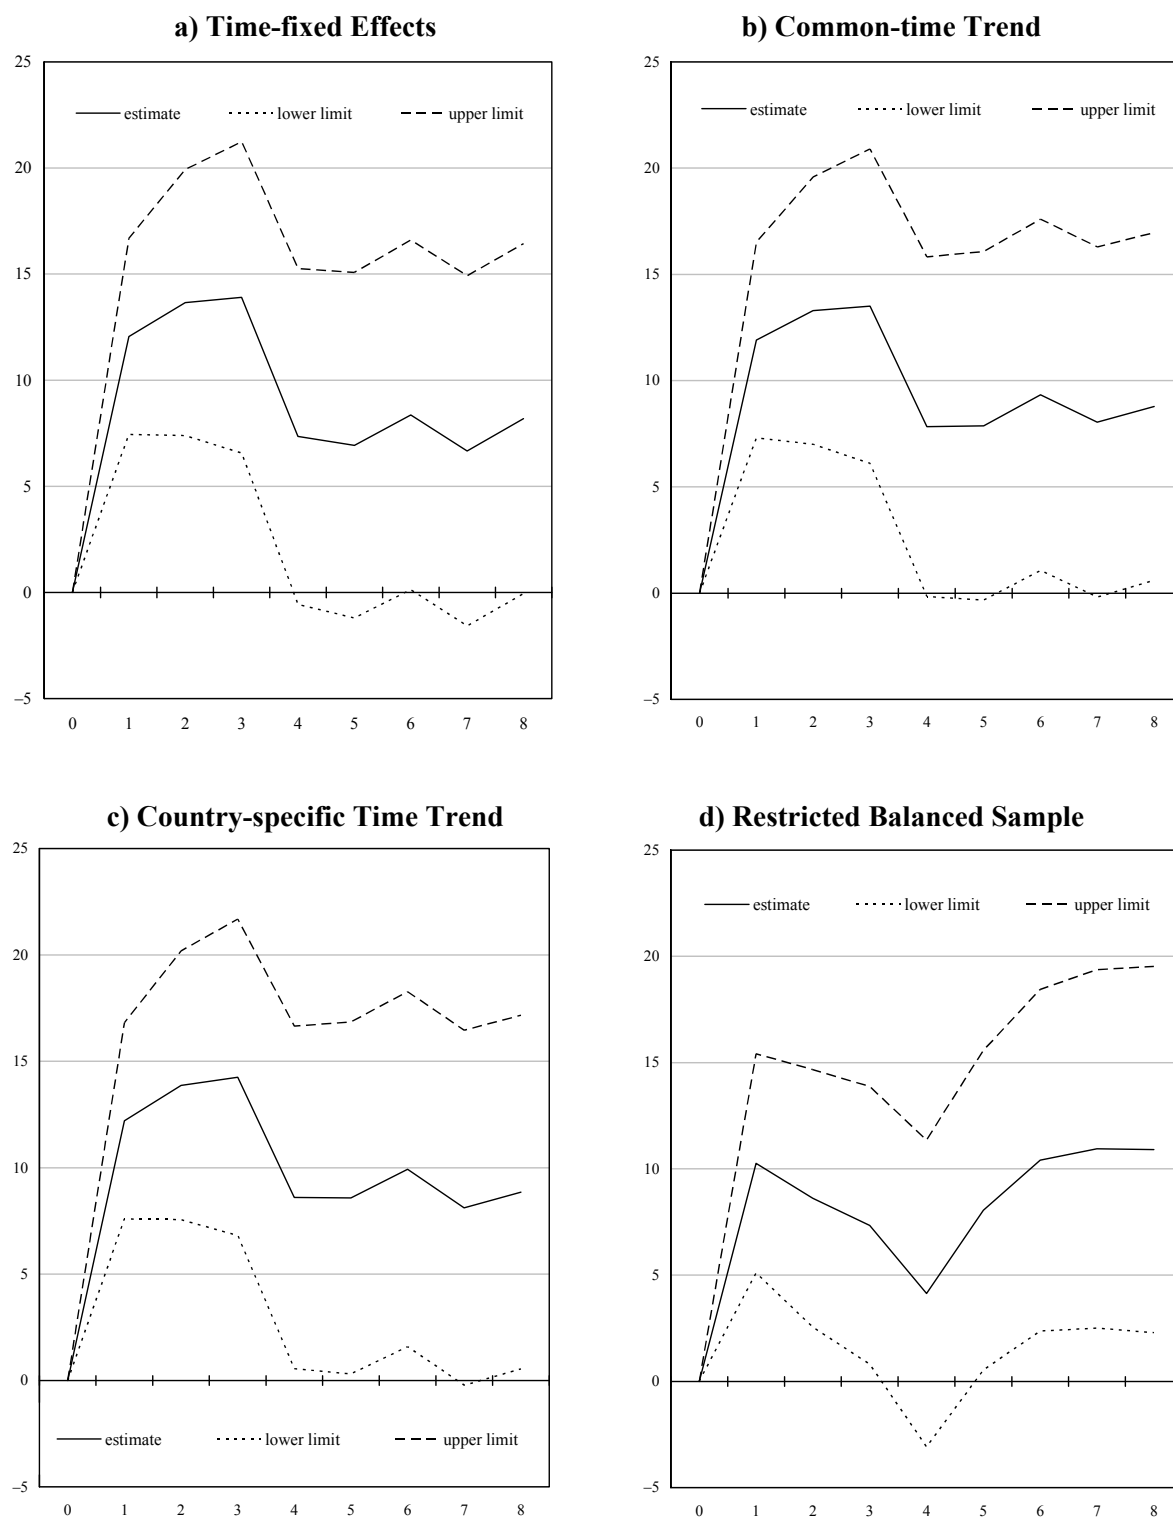 a) Time-fixed Effects
25
estimate lower limit upper limit
20
15
10
5
0
–5
0 1 2 3 4 5 6 7 8
b) Common-time Trend
25
estimate lower limit upper limit
20
15
10
5
0
–5
0 1 2 3 4 5 6 7 8
c) Country-specific Time Trend
25
20
15
10
5
0
estimate lower limit upper limit
–5
0 1 2 3 4 5 6 7 8
d) Restricted Balanced Sample
25
estimate lower limit upper limit
20
15
10
5
0
–5
0 1 2 3 4 5 6 7 8